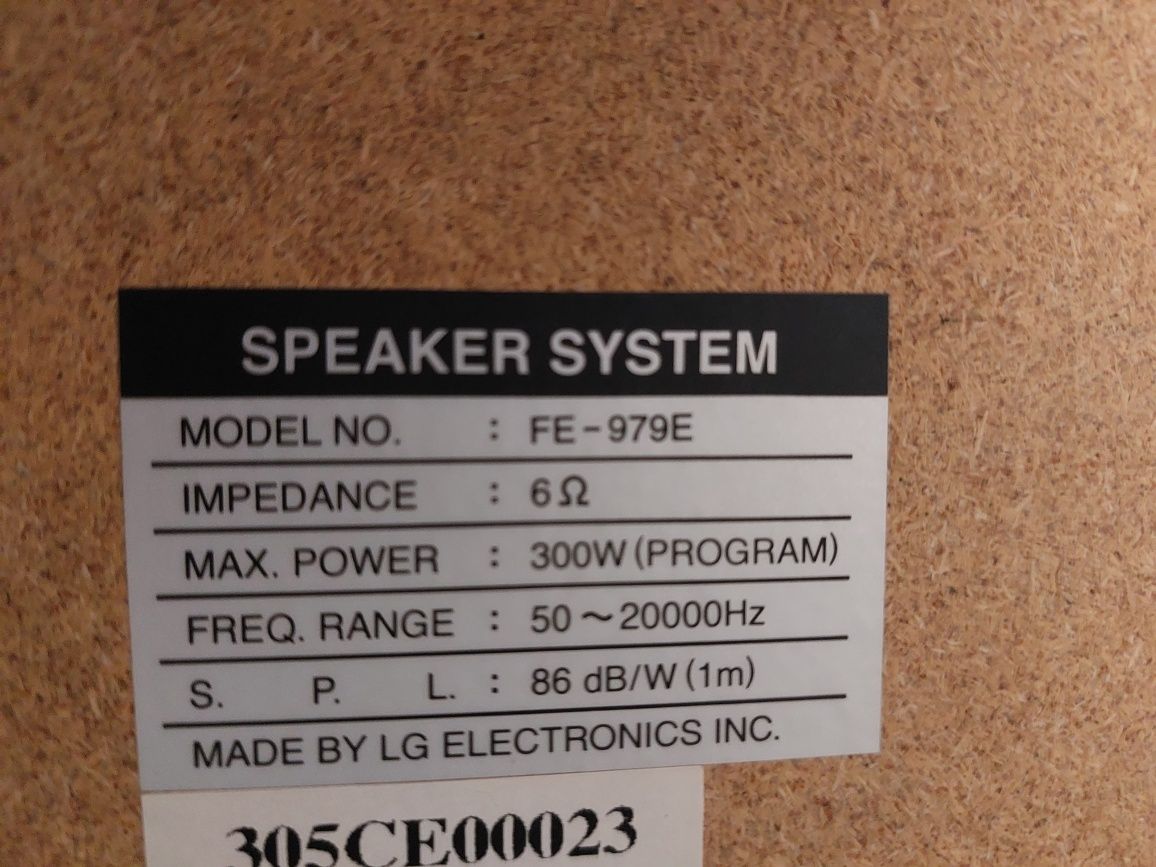 SPEAKER SYSTEM
MODEL NO. : FE-979E
IMPEDANCE : 6Ω
MAX. POWER : 300W (PROGRAM)
FREQ. RANGE : 50~20000Hz
S. P. L. : 86 dB/W (1m)
MADE BY LG ELECTRONICS INC.
305CE00023